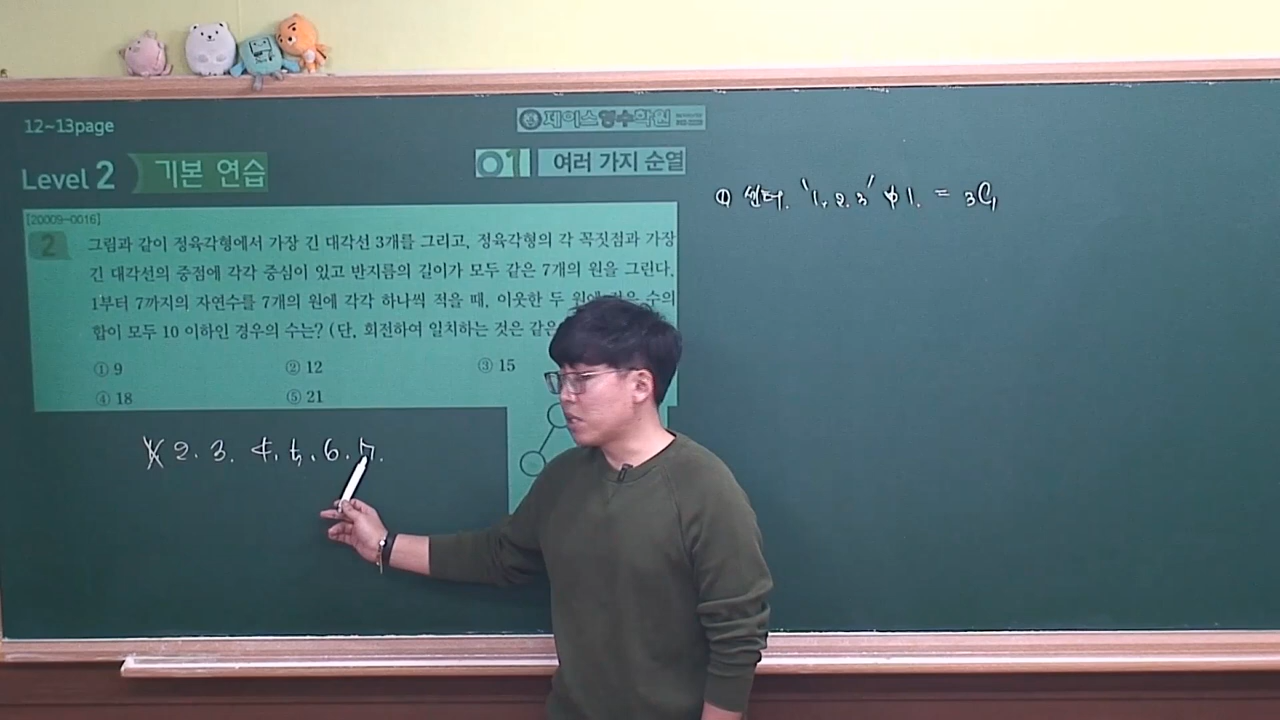 12~13page
제이스영수학원
Level 2 기본 연습
01 여러 가지 순열
[20009-0016]
2 그림과 같이 정육각형에서 가장 긴 대각선 3개를 그리고, 정육각형의 각 꼭짓점과 가장
긴 대각선의 중점에 각각 중심이 있고 반지름의 길이가 모두 같은 7개의 원을 그린다.
1부터 7까지의 자연수를 7개의 원에 각각 하나씩 적을 때, 이웃한 두 원에 적은 수의
합이 모두 10 이하인 경우의 수는? (단, 회전하여 일치하는 것은 같은
① 9 ② 12 ③ 15
④ 18 ⑤ 21
① 센터. "1, 2. 3" 中 1. = 3C1
1 2. 3. 4. 5. 6. 7.